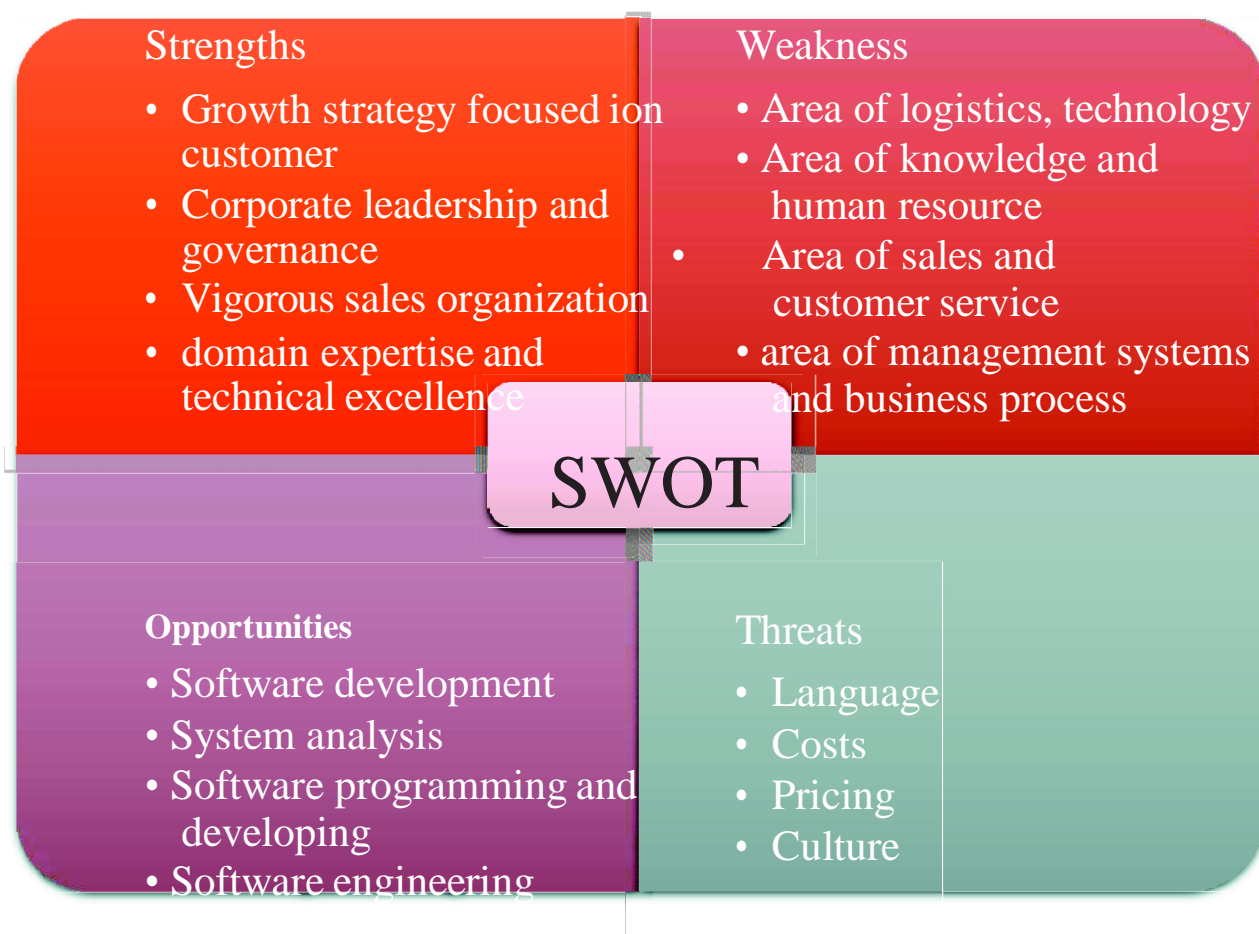 Strengths
• Growth strategy focused ion
customer
• Corporate leadership and
governance
• Vigorous sales organization
• domain expertise and
technical excellence
Weakness
• Area of logistics, technology
• Area of knowledge and
human resource
• Area of sales and
customer service
• area of management systems
and business process
SWOT
Opportunities
• Software development
• System analysis
• Software programming and
developing
• Software engineering
Threats
• Language
• Costs
• Pricing
• Culture